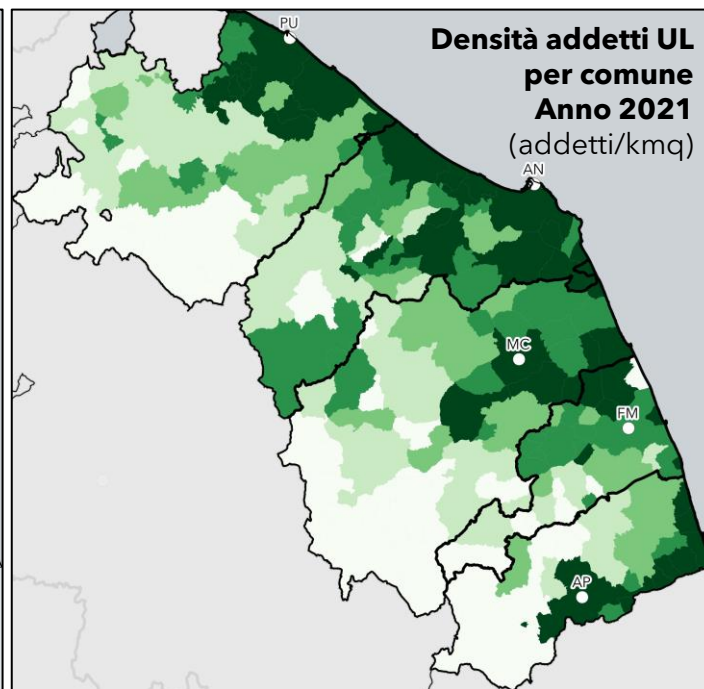 PU
Densità addetti UL
per comune
Anno 2021
(addetti/kmq)
AN
MC
FM
AP